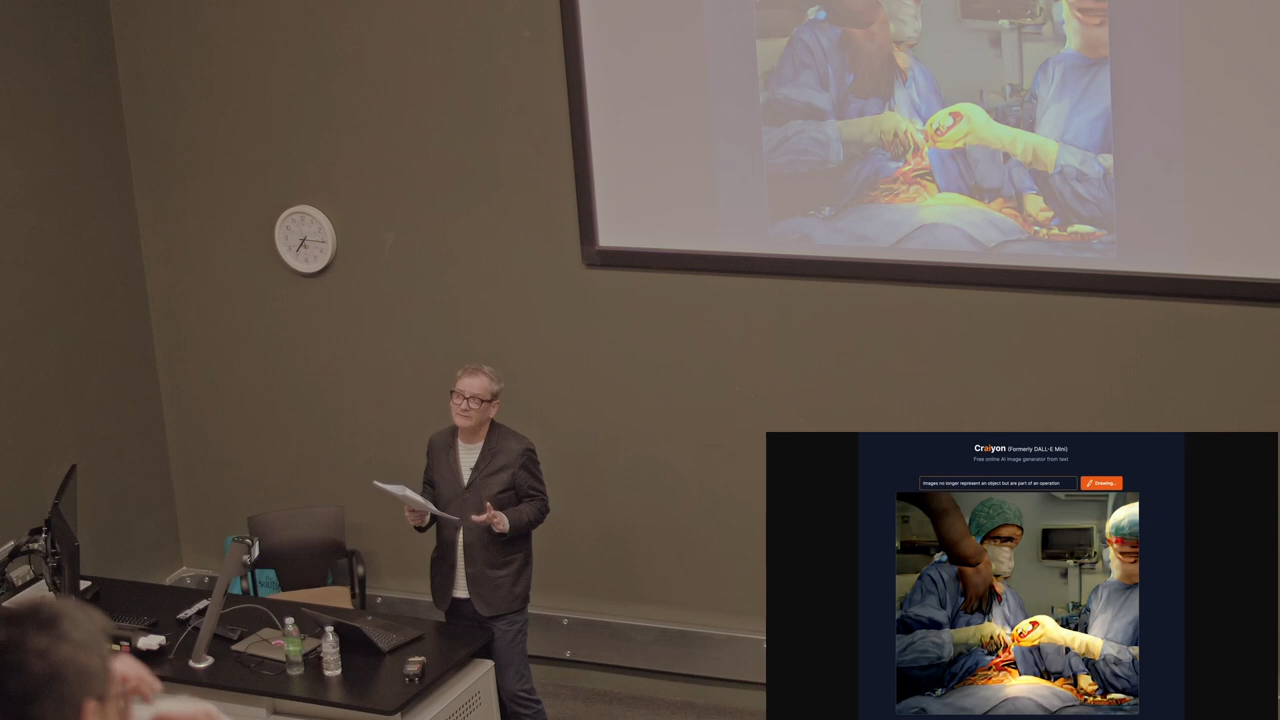 Craiyon (Formerly DALL-E Mini)
Free online AI image generator from text
Images no longer represent an object but are part of an operation
Drawing...